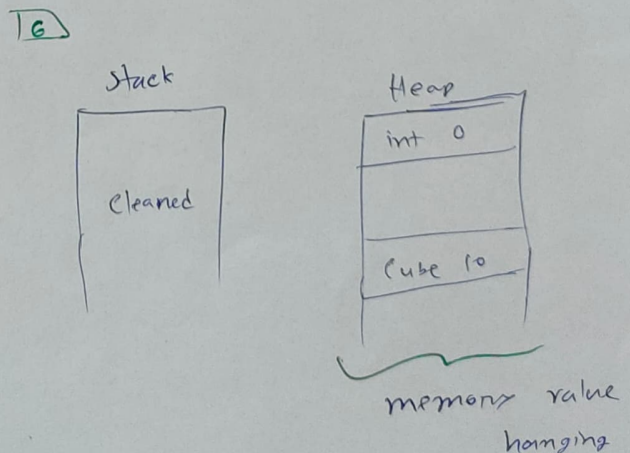 6
Stack
Heap
int 0
Cleaned
Cube 10
memory value
hanging